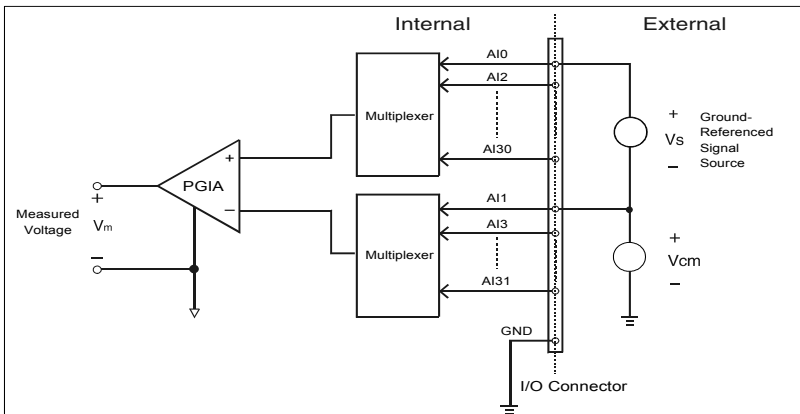 Internal
External
AI0
AI2
Multiplexer
AI30
+
Vs
−
Ground-
Referenced
Signal
Source
+
PGIA
−
AI1
AI3
Multiplexer
AI31
+
Vcm
−
Measured
Voltage
+
Vm
−
GND
I/O Connector